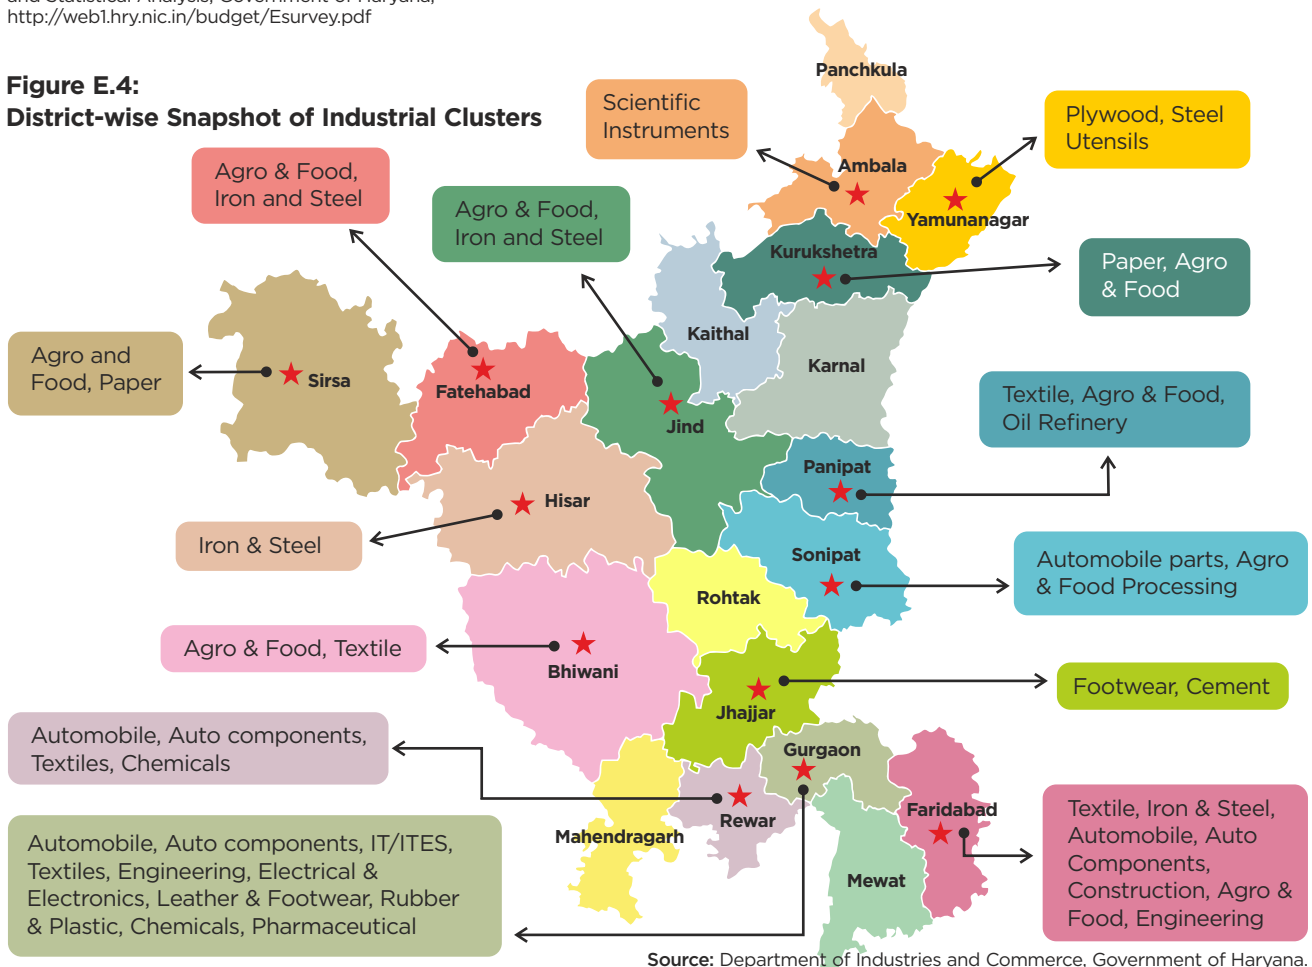 http://web1.hry.nic.in/budget/Esurvey.pdf
Figure E.4:
District-wise Snapshot of Industrial Clusters
Panchkula
Scientific
Instruments
Plywood, Steel
Utensils
Ambala
Agro & Food,
Iron and Steel
Agro & Food,
Iron and Steel
Yamunanagar
Kurukshetra
Paper, Agro
& Food
Kaithal
Karnal
Agro and
Food, Paper
Sirsa
Fatehabad
Jind
Textile, Agro & Food,
Oil Refinery
Panipat
Hisar
Iron & Steel
Sonipat
Automobile parts, Agro
& Food Processing
Rohtak
Agro & Food, Textile
Bhiwani
Footwear, Cement
Jhajjar
Automobile, Auto components,
Textiles, Chemicals
Gurgaon
Rewar
Mahendragarh
Faridabad
Mewat
Textile, Iron & Steel,
Automobile, Auto
Components,
Construction, Agro &
Food, Engineering
Automobile, Auto components, IT/ITES,
Textiles, Engineering, Electrical &
Electronics, Leather & Footwear, Rubber
& Plastic, Chemicals, Pharmaceutical
Source: Department of Industries and Commerce, Government of Haryana.